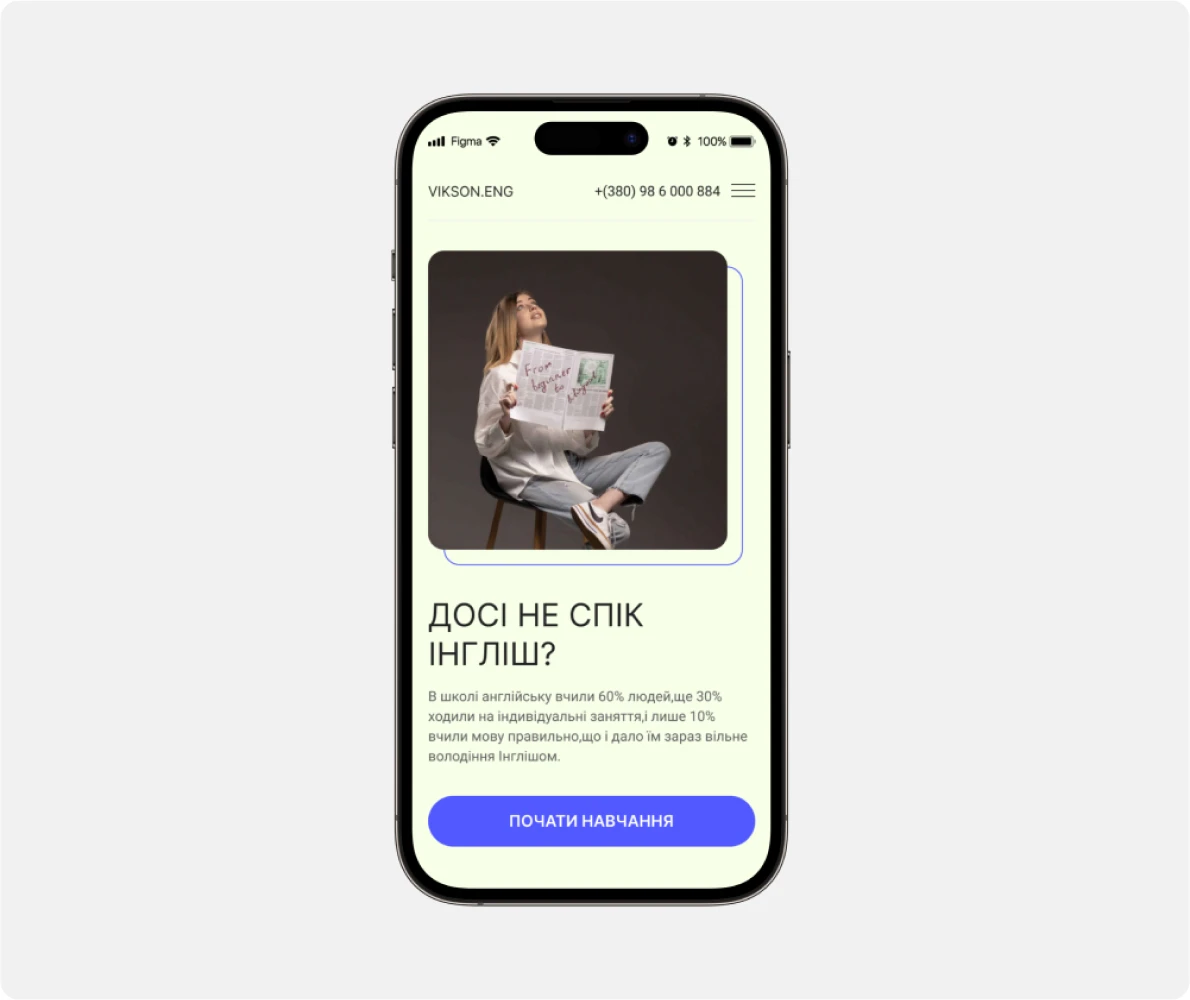 Figma 100%
VIKSON.ENG +(380) 98 6 000 884
From
beginner
to
ДОСІ НЕ СПІК
ІНГЛІШ?
В школі англійську вчили 60% людей,ще 30%
ходили на індивідуальні заняття,і лише 10%
вчили мову правильно,що і дало їм зараз вільне
володіння Інглішом.
ПОЧАТИ НАВЧАННЯ